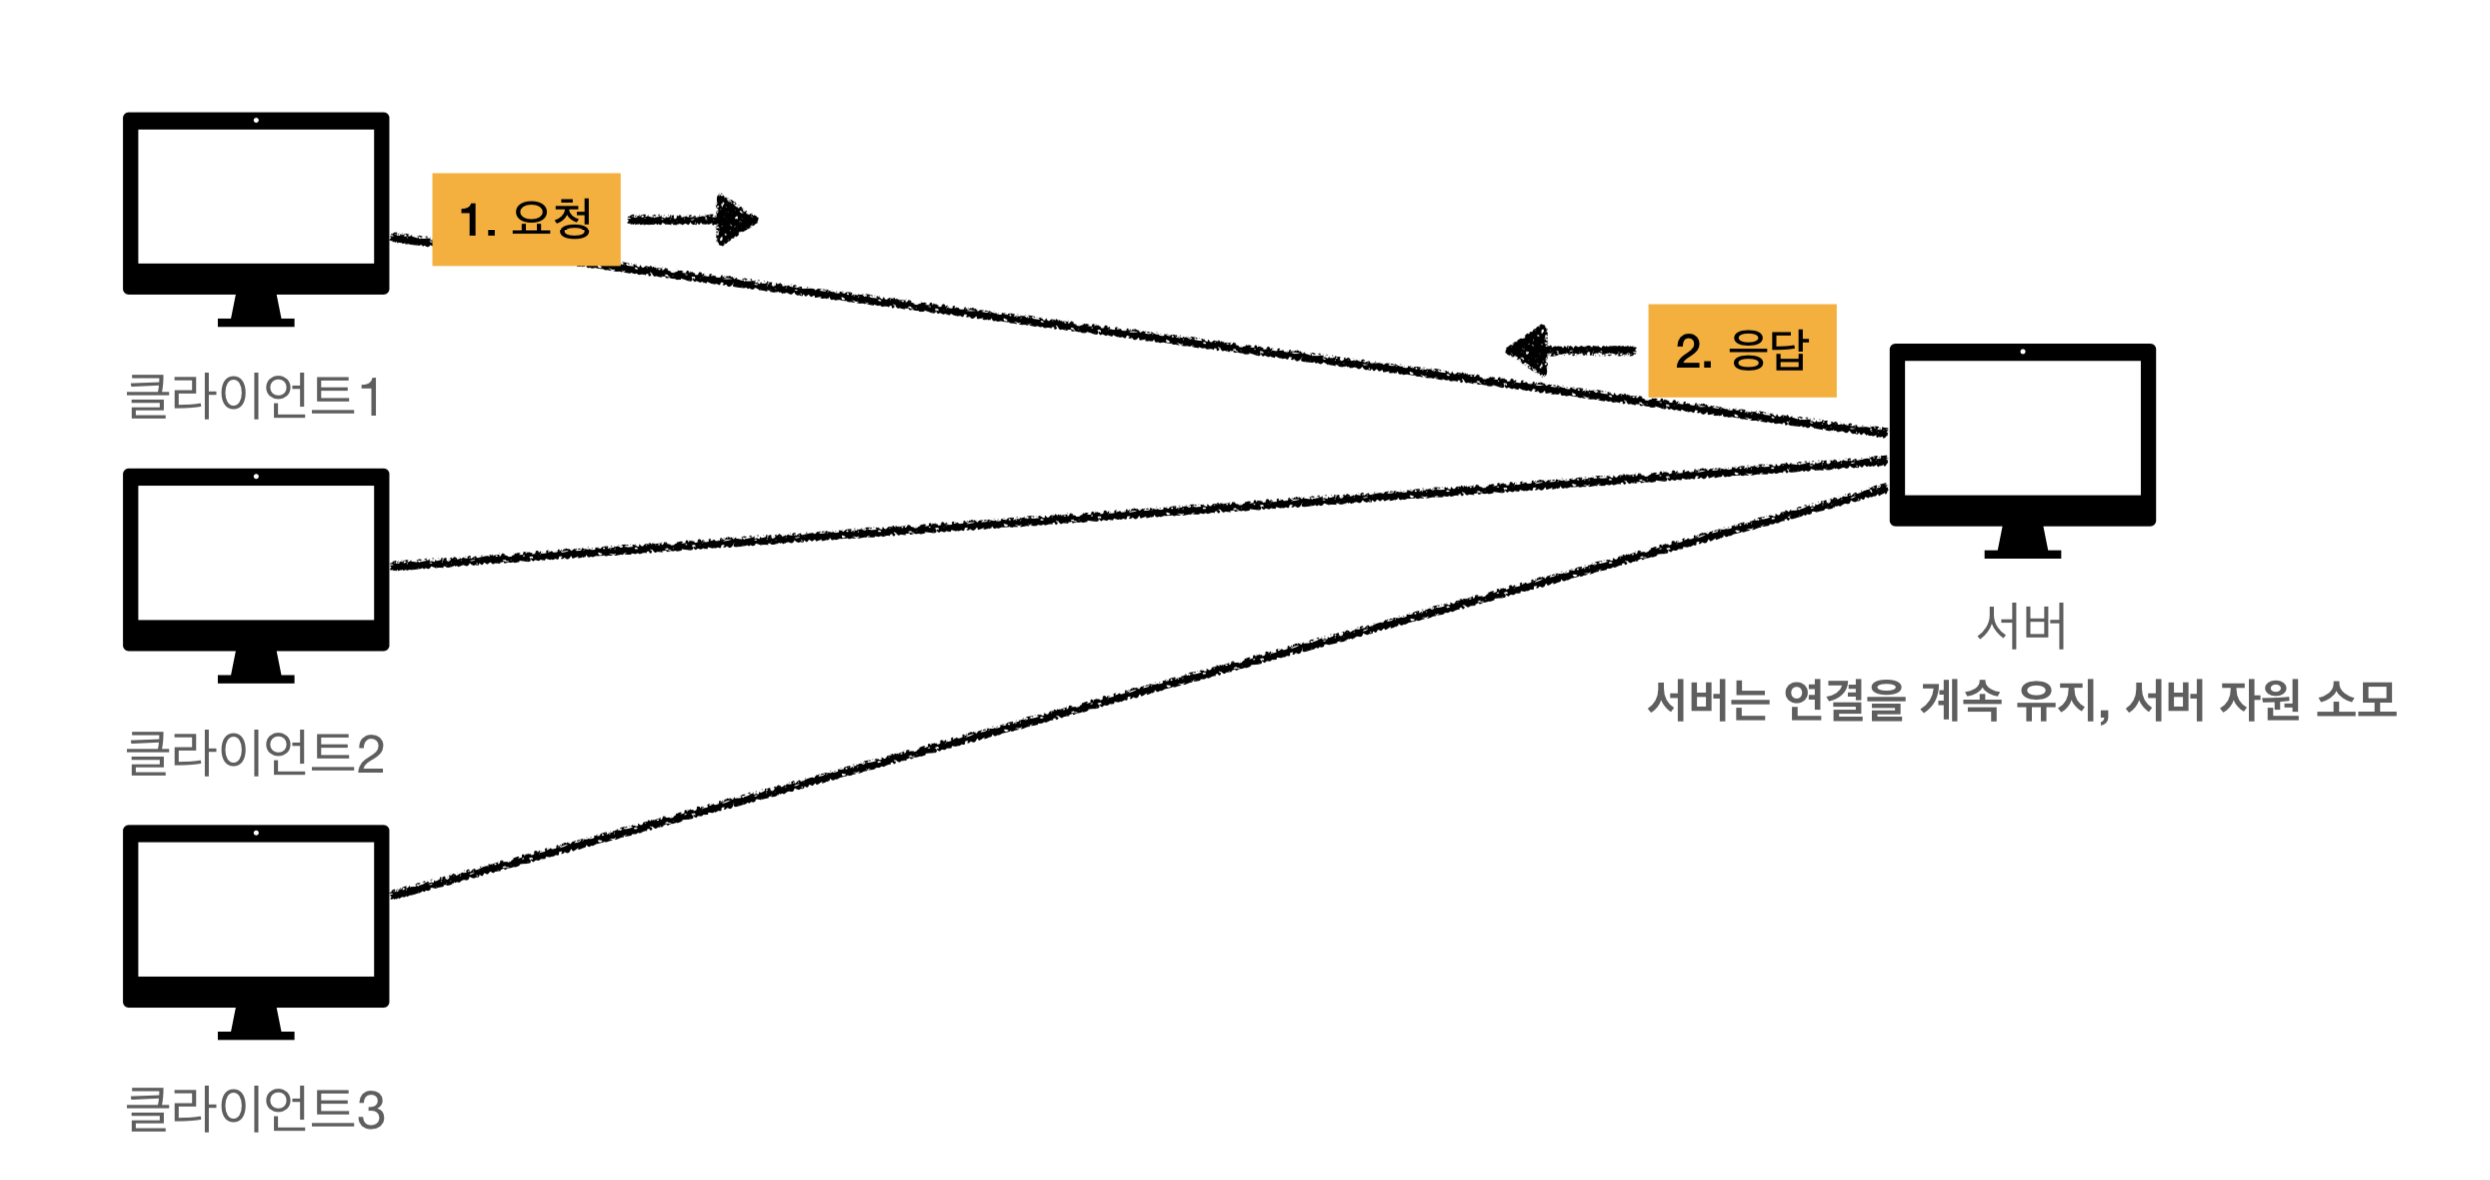 1. 요청
2. 응답
클라이언트1
서버
서버는 연결을 계속 유지, 서버 자원 소모
클라이언트2
클라이언트3